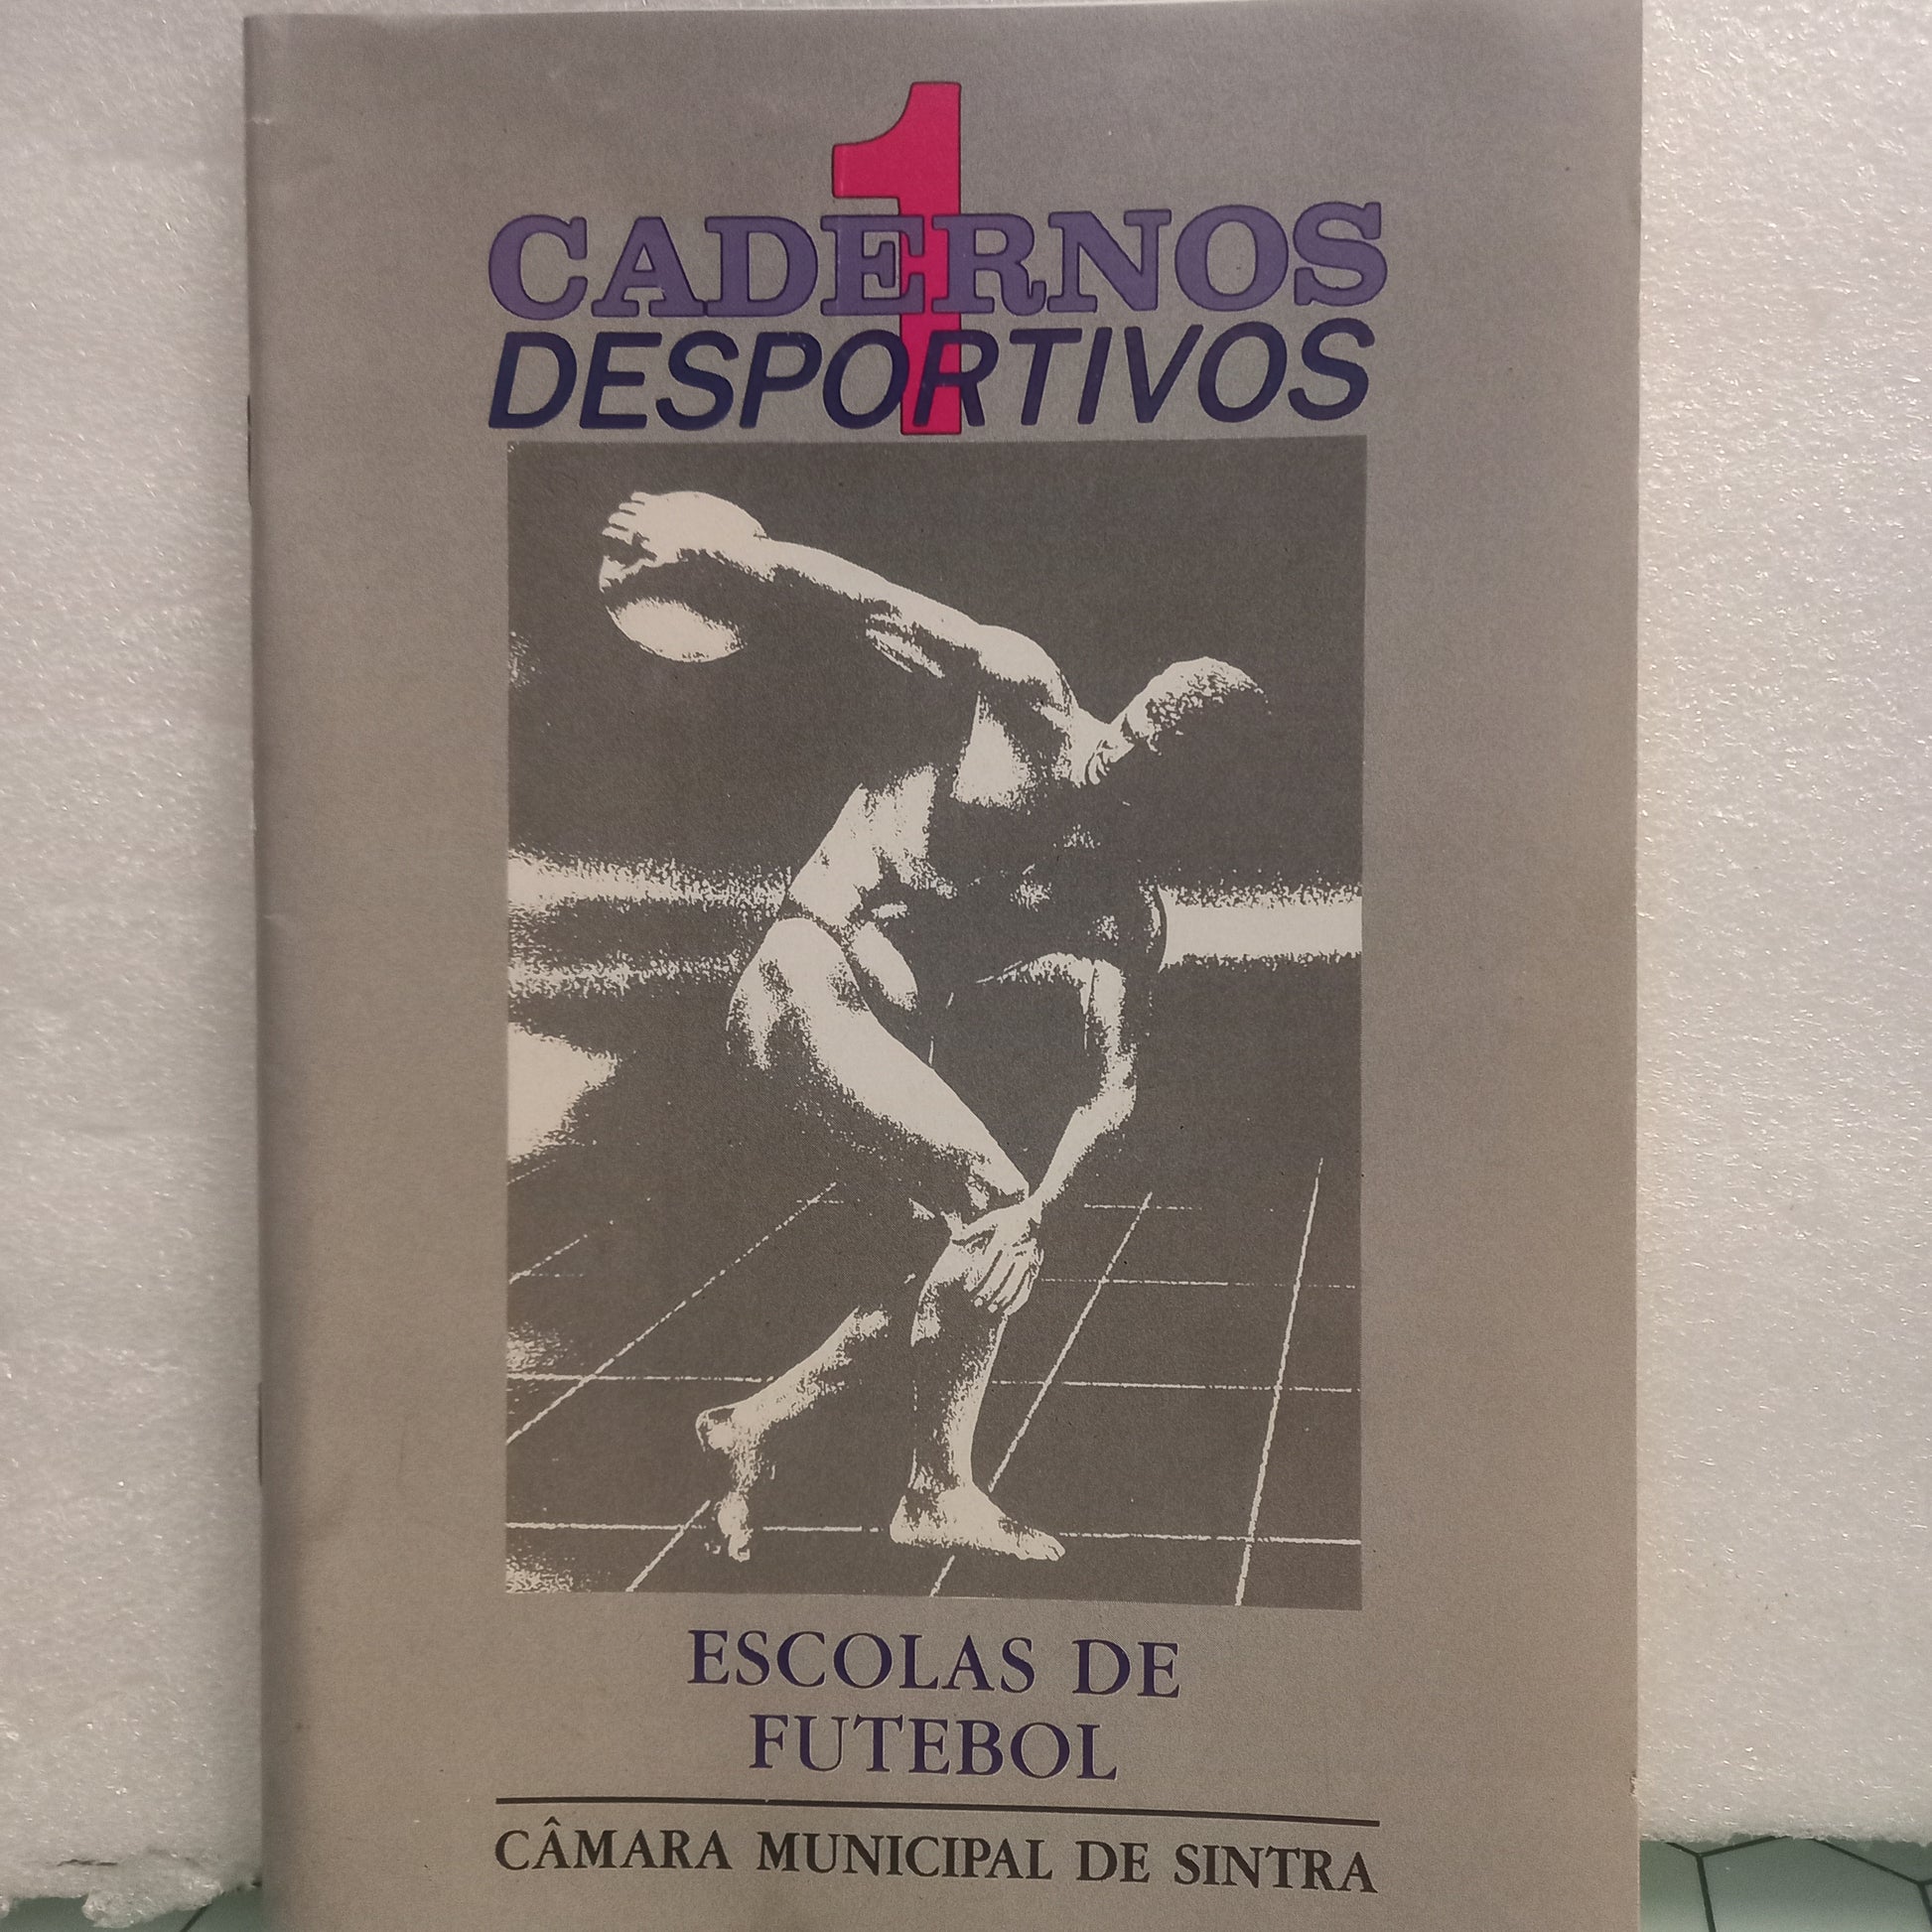 1
CADERNOS
DESPORTIVOS
ESCOLAS DE
FUTEBOL
CÂMARA MUNICIPAL DE SINTRA